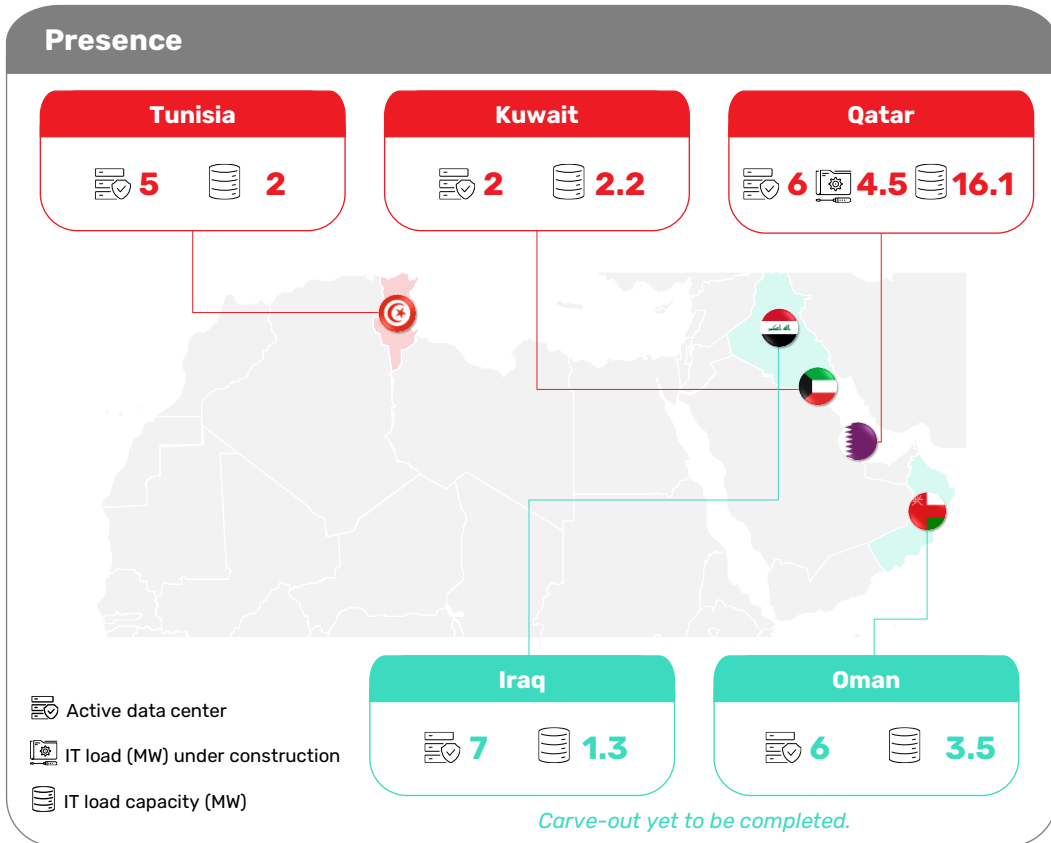 Presence
Tunisia
5 2
Kuwait
2 2.2
Qatar
6 4.5 16.1
Iraq
7 1.3
Oman
6 3.5
Active data center
IT load (MW) under construction
IT load capacity (MW)
Carve-out yet to be completed.